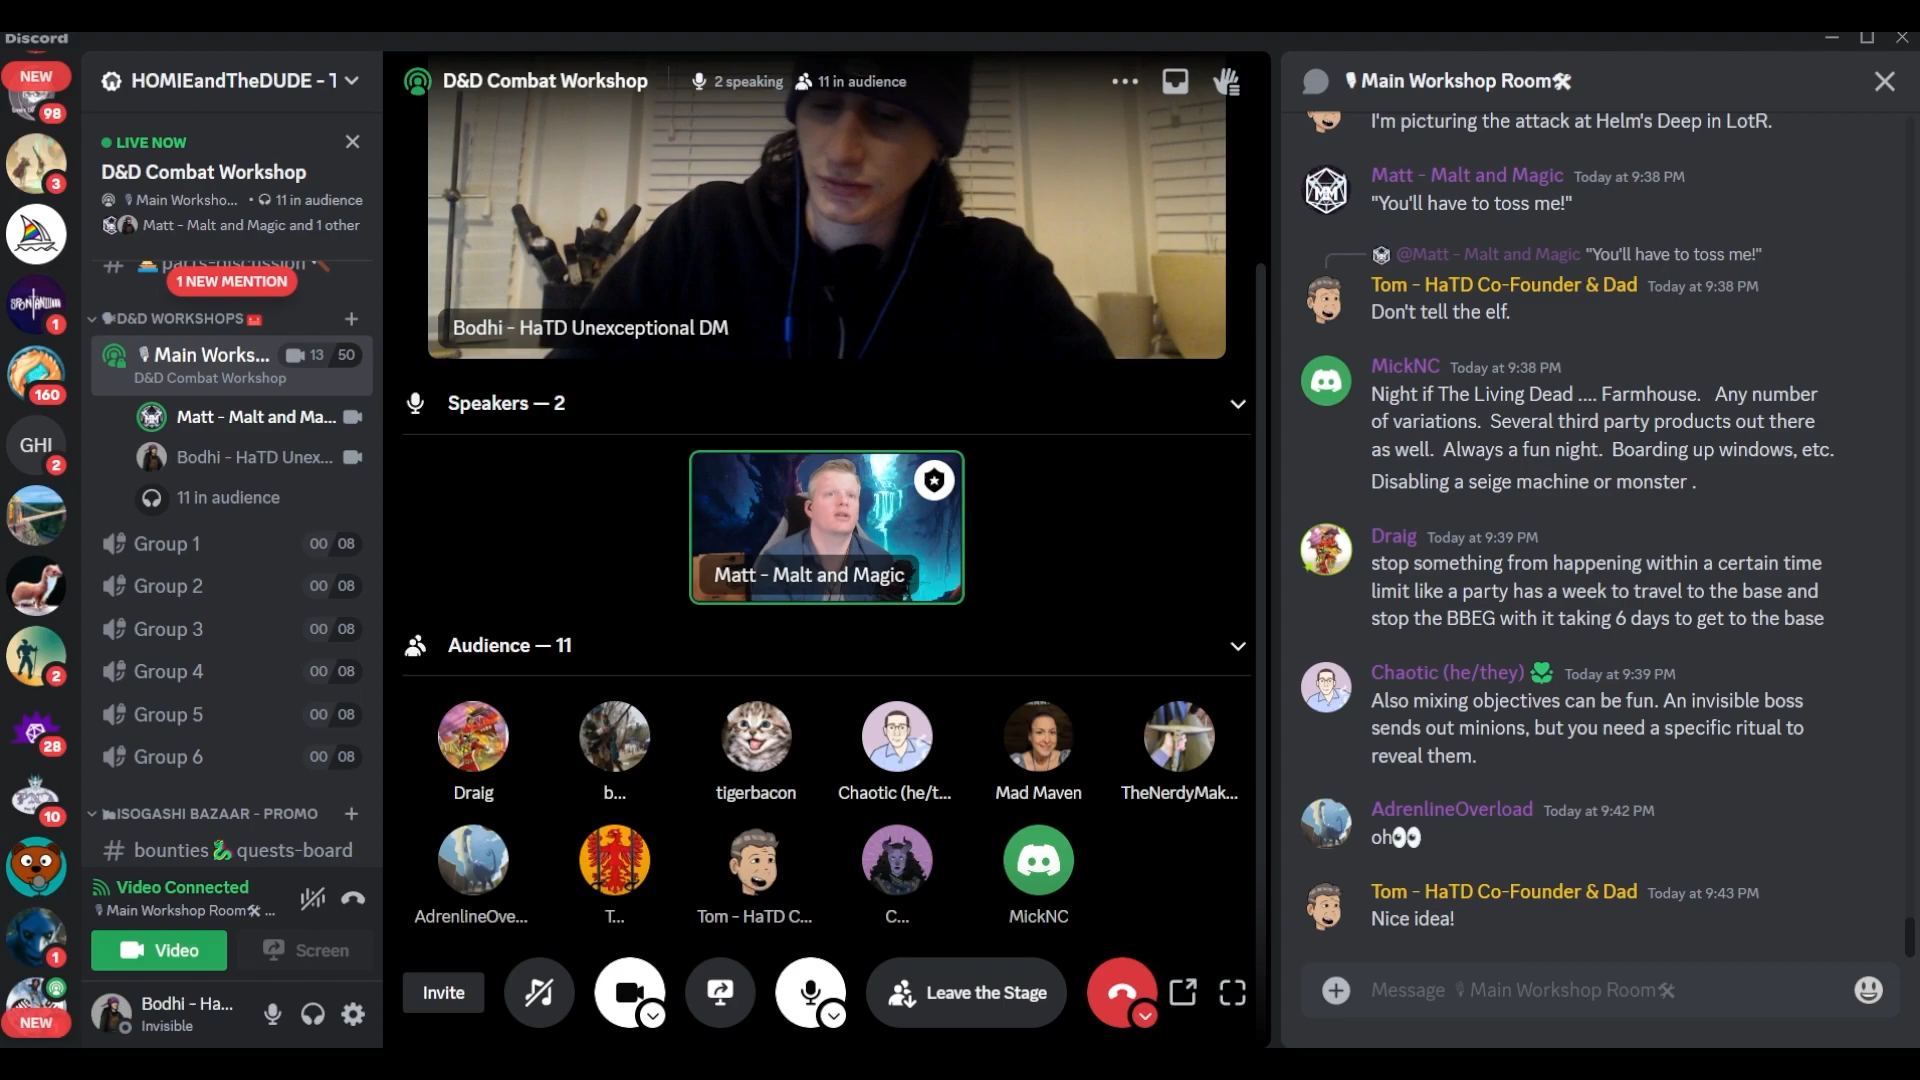 Discord
NEW
98
3
1
160
GHI
2
2
28
10
1
NEW
HOMIEandTheDUDE - T
LIVE NOW
D&D Combat Workshop
Main Worksho... • 11 in audience
Matt - Malt and Magic and 1 other
# parts-discussion
1 NEW MENTION
D&D WORKSHOPS
Main Works... 13 50
D&D Combat Workshop
Matt - Malt and Ma...
Bodhi - HaTD Unex...
11 in audience
Group 1 00 08
Group 2 00 08
Group 3 00 08
Group 4 00 08
Group 5 00 08
Group 6 00 08
ISOGASHI BAZAAR - PROMO
# bounties🐉quests-board
Video Connected
Main Workshop Room🛠 ...
Video
Screen
Bodhi - Ha...
Invisible
D&D Combat Workshop
2 speaking
11 in audience
Bodhi - HaTD Unexceptional DM
Speakers — 2
Matt - Malt and Magic
Audience — 11
Draig
b...
tigerbacon
Chaotic (he/t...
Mad Maven
TheNerdyMak...
AdrenlineOve...
T...
Tom - HaTD C...
C...
MickNC
Invite
Leave the Stage
🎙Main Workshop Room🛠
I'm picturing the attack at Helm's Deep in LotR.
Matt - Malt and Magic Today at 9:38 PM
"You'll have to toss me!"
@Matt - Malt and Magic "You'll have to toss me!"
Tom - HaTD Co-Founder & Dad Today at 9:38 PM
Don't tell the elf.
MickNC Today at 9:38 PM
Night if The Living Dead .... Farmhouse. Any number
of variations. Several third party products out there
as well. Always a fun night. Boarding up windows, etc.
Disabling a seige machine or monster .
Draig Today at 9:39 PM
stop something from happening within a certain time
limit like a party has a week to travel to the base and
stop the BBEG with it taking 6 days to get to the base
Chaotic (he/they) Today at 9:39 PM
Also mixing objectives can be fun. An invisible boss
sends out minions, but you need a specific ritual to
reveal them.
AdrenlineOverload Today at 9:42 PM
oh👀
Tom - HaTD Co-Founder & Dad Today at 9:43 PM
Nice idea!
Message 🎙Main Workshop Room🛠